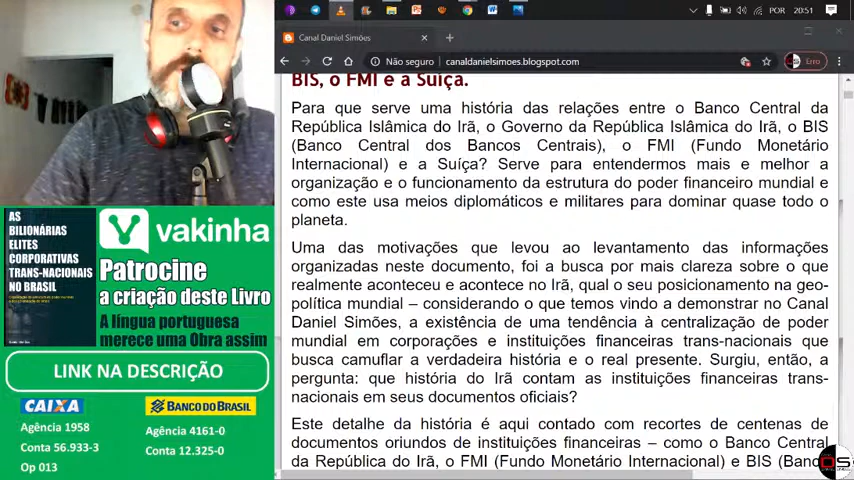 POR
20:51
Canal Daniel Simões
Não seguro
canaldanielsimoes.blogspot.com
Erro
BIS, o FMI e a Suíça.
Para que serve uma história das relações entre o Banco Central da
República Islâmica do Irã, o Governo da República Islâmica do Irã, o BIS
(Banco Central dos Bancos Centrais), o FMI (Fundo Monetário
Internacional) e a Suíça? Serve para entendermos mais e melhor a
organização e o funcionamento da estrutura do poder financeiro mundial e
como este usa meios diplomáticos e militares para dominar quase todo o
planeta.
Uma das motivações que levou ao levantamento das informações
organizadas neste documento, foi a busca por mais clareza sobre o que
realmente aconteceu e acontece no Irã, qual o seu posicionamento na geo-
política mundial – considerando o que temos vindo a demonstrar no Canal
Daniel Simões, a existência de uma tendência à centralização de poder
mundial em corporações e instituições financeiras trans-nacionais que
busca camuflar a verdadeira história e o real presente. Surgiu, então, a
pergunta: que história do Irã contam as instituições financeiras trans-
nacionais em seus documentos oficiais?
Este detalhe da história é aqui contado com recortes de centenas de
documentos oriundos de instituições financeiras – como o Banco Central
da República do Irã, o FMI (Fundo Monetário Internacional) e BIS (Banco
AS
BILIONÁRIAS
ELITES
CORPORATIVAS
TRANS-NACIONAIS
NO BRASIL
vakinha
Patrocine
a criação deste Livro
A língua portuguesa
merece uma Obra assim
LINK NA DESCRIÇÃO
CAIXA
Agência 1958
Conta 56.933-3
Op 013
BANCO DO BRASIL
Agência 4161-0
Conta 12.325-0